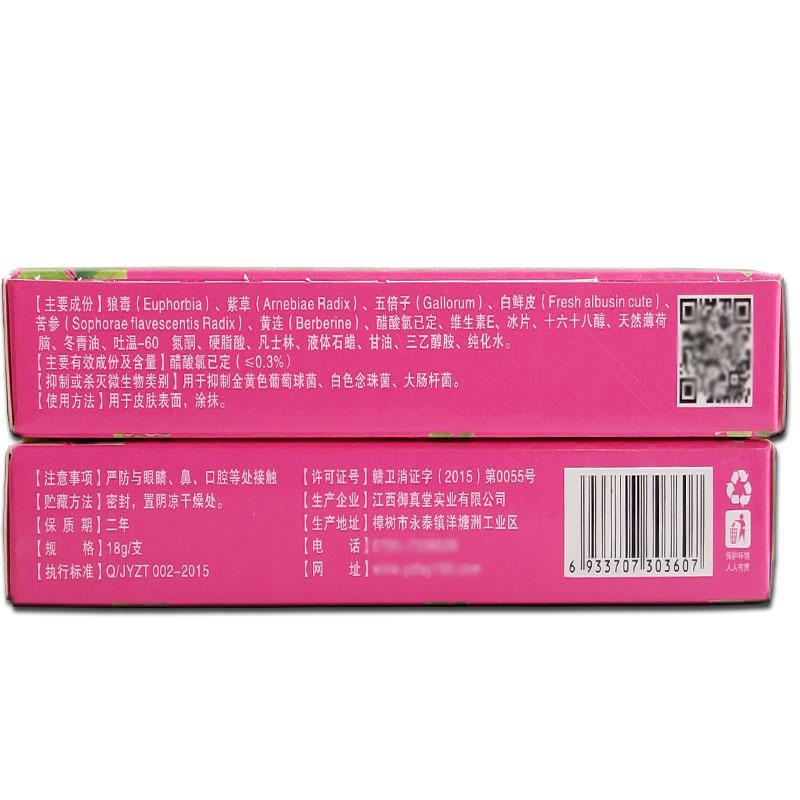 【主要成份】狼毒（Euphorbia）、紫草（Arnebiae Radix）、五倍子（Gallorum）、白鲜皮（Fresh albusin cute）、
苦参（Sophorae flavescentis Radix）、黄连（Berberine）、醋酸氯已定、维生素E、冰片、十六十八醇、天然薄荷
脑、冬青油、吐温-60 氮酮、硬脂酸、凡士林、液体石蜡、甘油、三乙醇胺、纯化水。
【主要有效成份及含量】醋酸氯已定（≤0.3%）
【抑制或杀灭微生物类别】用于抑制金黄色葡萄球菌、白色念珠菌、大肠杆菌。
【使用方法】用于皮肤表面，涂抹。
【注意事项】严防与眼睛、鼻、口腔等处接触
【贮藏方法】密封，置阴凉干燥处。
【保质期】二年
【规格】18g/支
【执行标准】Q/JYZT 002-2015
【许可证号】赣卫消证字（2015）第0055号
【生产企业】江西御真堂实业有限公司
【生产地址】樟树市永泰镇洋塘洲工业区
【电话】
【网址】
6 933707 303607
保护环境
人人有责